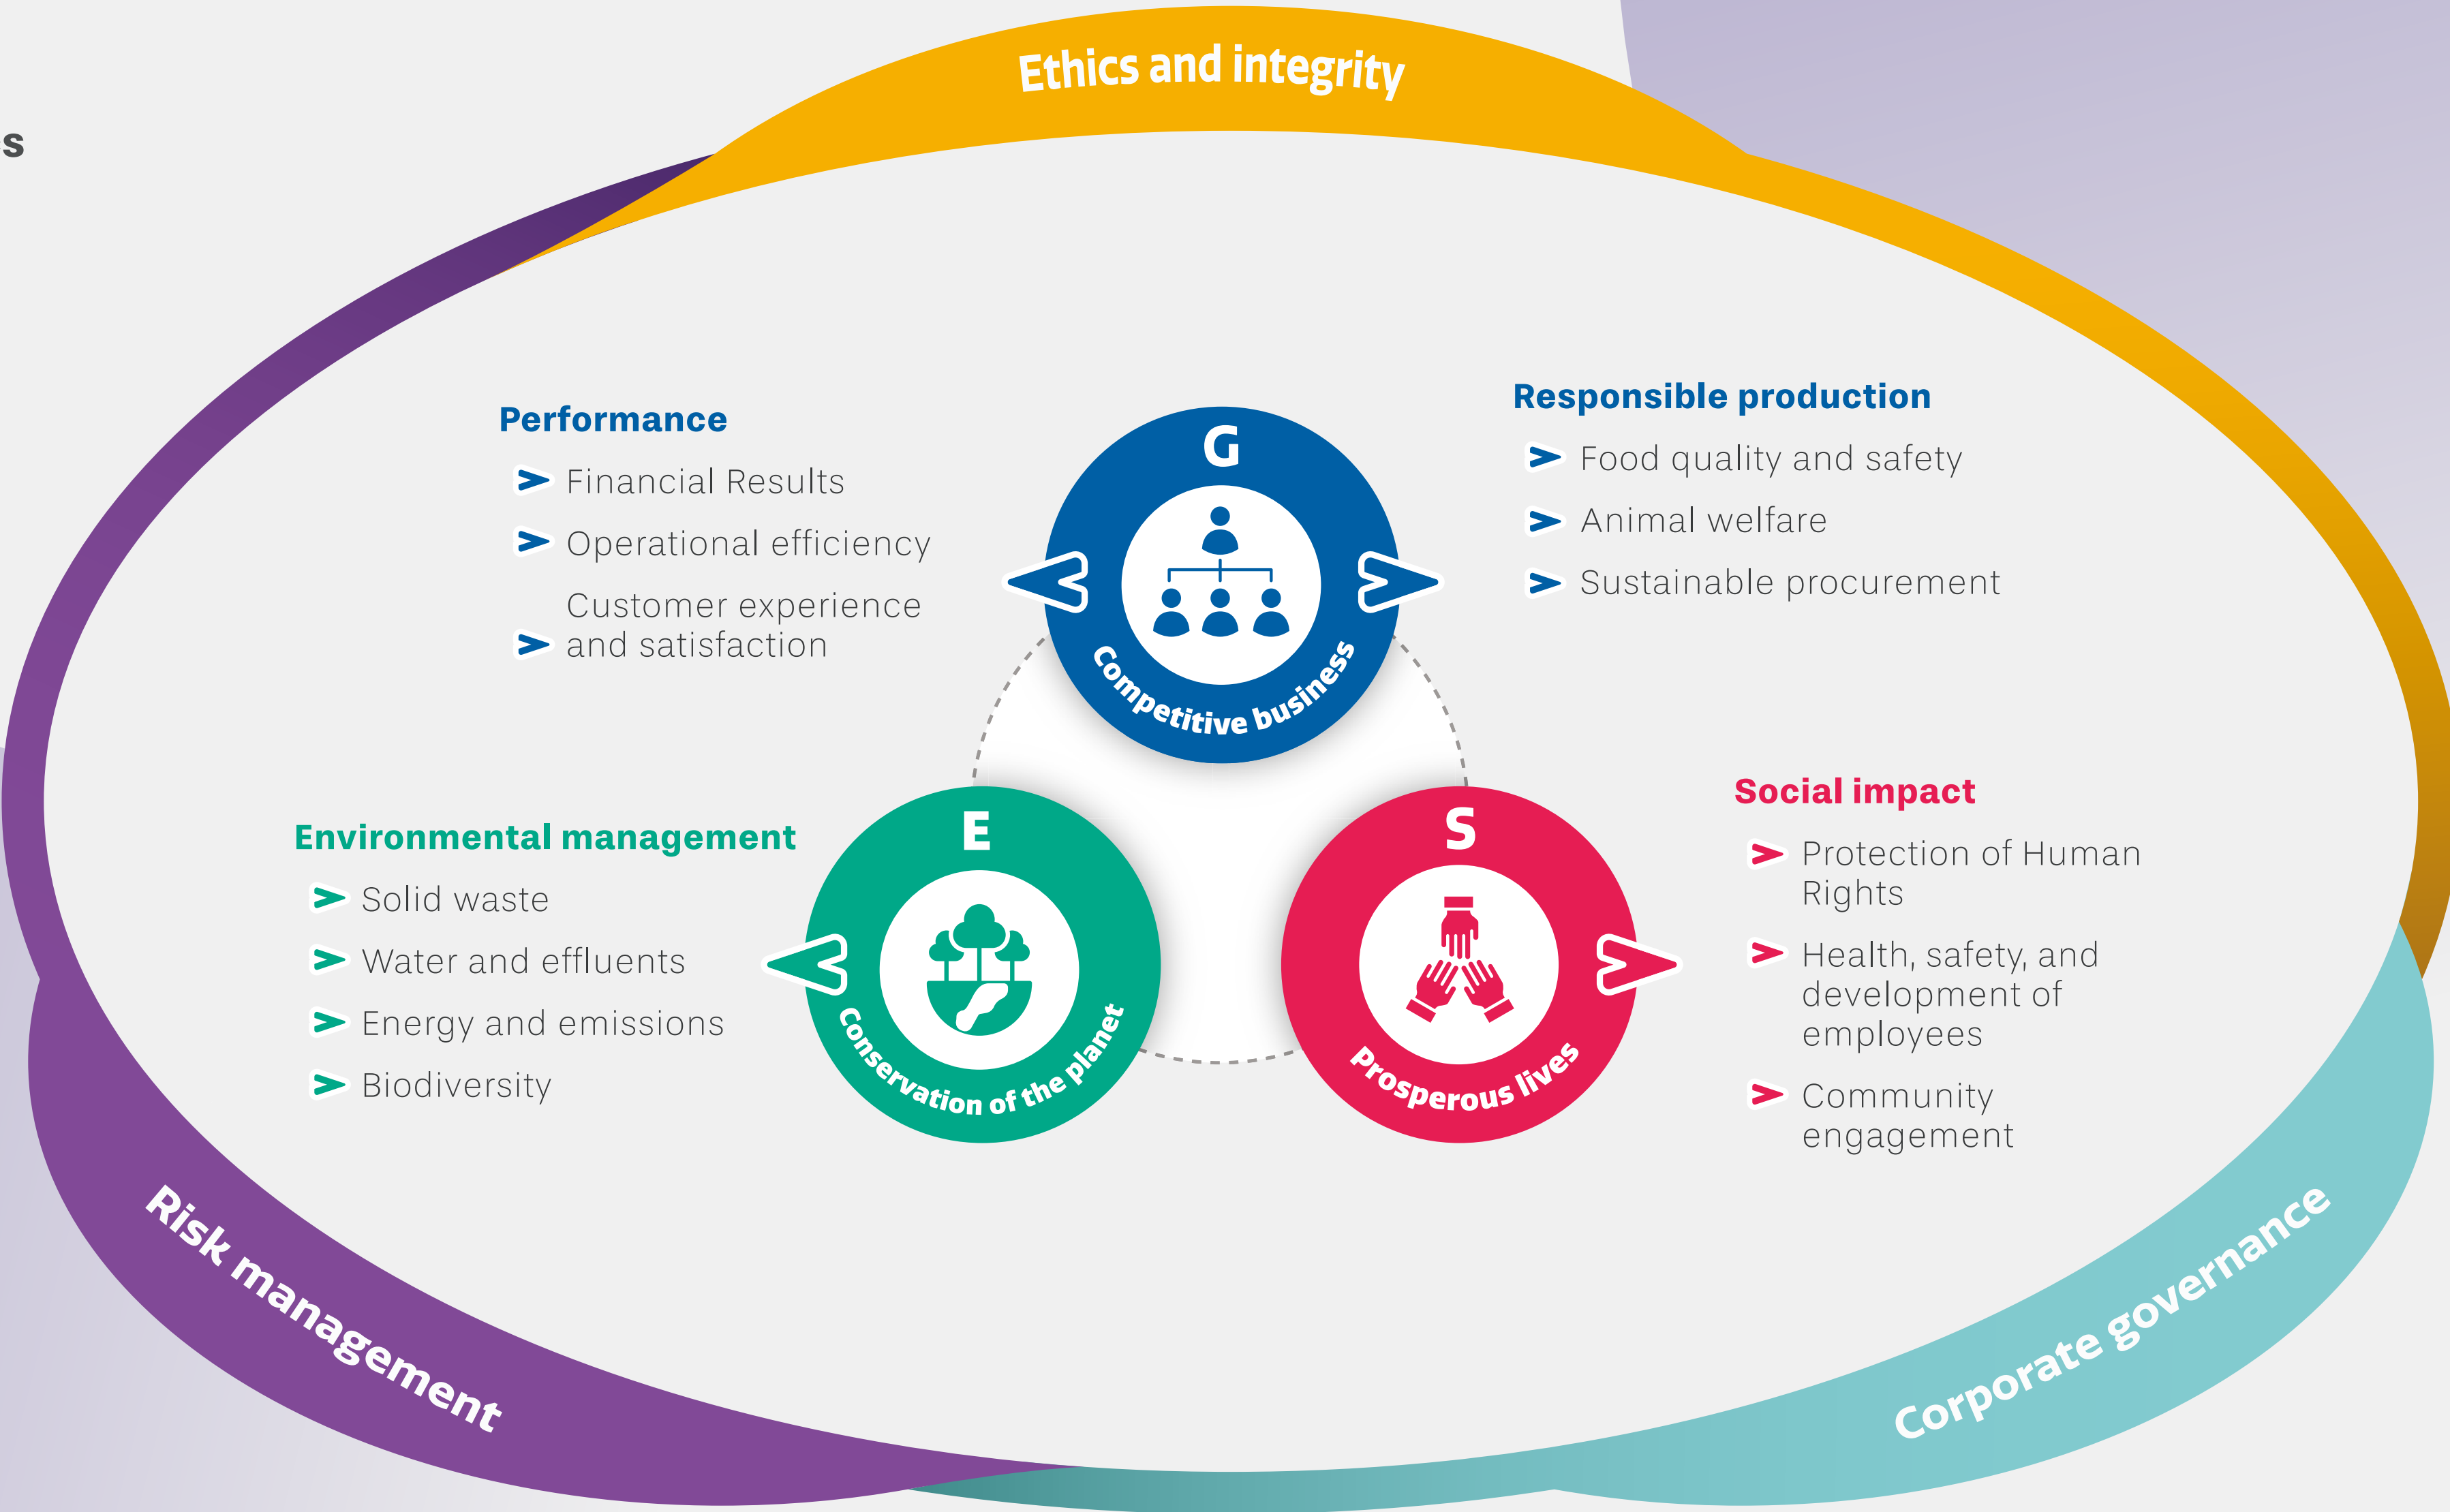 Ethics and integrity
s
Performance
Financial Results
Operational efficiency
Customer experience
and satisfaction
G
Competitive business
Responsible production
Food quality and safety
Animal welfare
Sustainable procurement
Environmental management
Solid waste
Water and effluents
Energy and emissions
Biodiversity
E
Conservation of the planet
S
Prosperous lives
Social impact
Protection of Human
Rights
Health, safety, and
development of
employees
Community
engagement
Risk management
Corporate governance